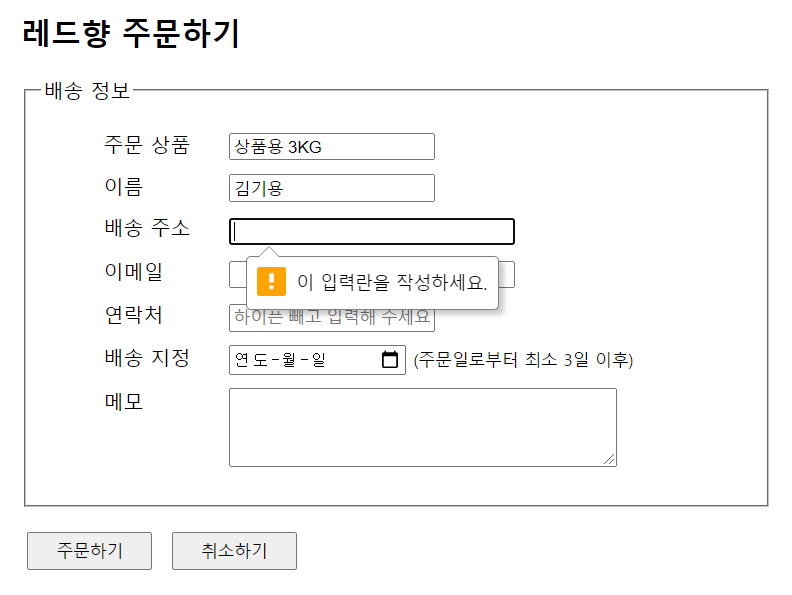 레드향 주문하기
배송 정보
주문 상품 상품용 3KG
이름 김기용
배송 주소
이메일 이 입력란을 작성하세요.
연락처 하이픈 빼고 입력해 주세요
배송 지정 연도-월-일 (주문일로부터 최소 3일 이후)
메모
주문하기 취소하기